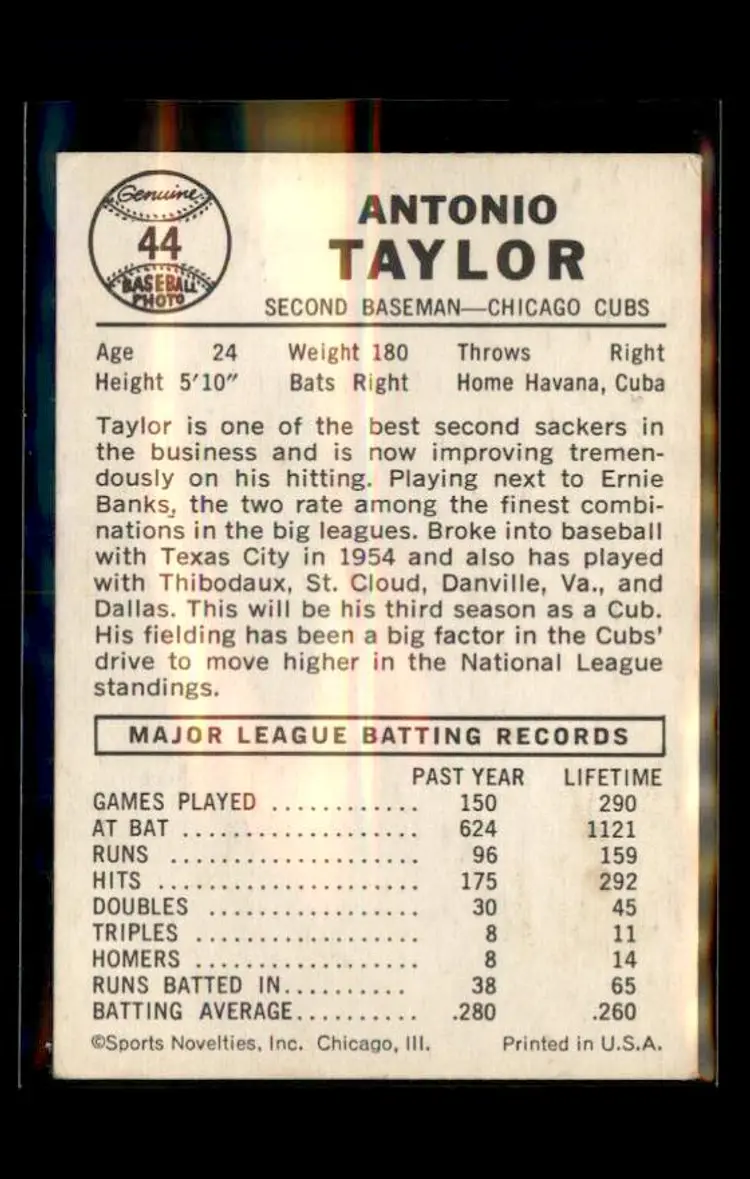 Genuine
44
BASEBALL
PHOTO
ANTONIO
TAYLOR
SECOND BASEMAN—CHICAGO CUBS
Age 24 Weight 180 Throws Right
Height 5'10" Bats Right Home Havana, Cuba
Taylor is one of the best second sackers in
the business and is now improving tremen-
dously on his hitting. Playing next to Ernie
Banks, the two rate among the finest combi-
nations in the big leagues. Broke into baseball
with Texas City in 1954 and also has played
with Thibodaux, St. Cloud, Danville, Va., and
Dallas. This will be his third season as a Cub.
His fielding has been a big factor in the Cubs'
drive to move higher in the National League
standings.
MAJOR LEAGUE BATTING RECORDS
PAST YEAR LIFETIME
GAMES PLAYED ............ 150 290
AT BAT ................... 624 1121
RUNS .................... 96 159
HITS ..................... 175 292
DOUBLES ................. 30 45
TRIPLES .................. 8 11
HOMERS .................. 8 14
RUNS BATTED IN.......... 38 65
BATTING AVERAGE.......... .280 .260
©Sports Novelties, Inc. Chicago, Ill. Printed in U.S.A.